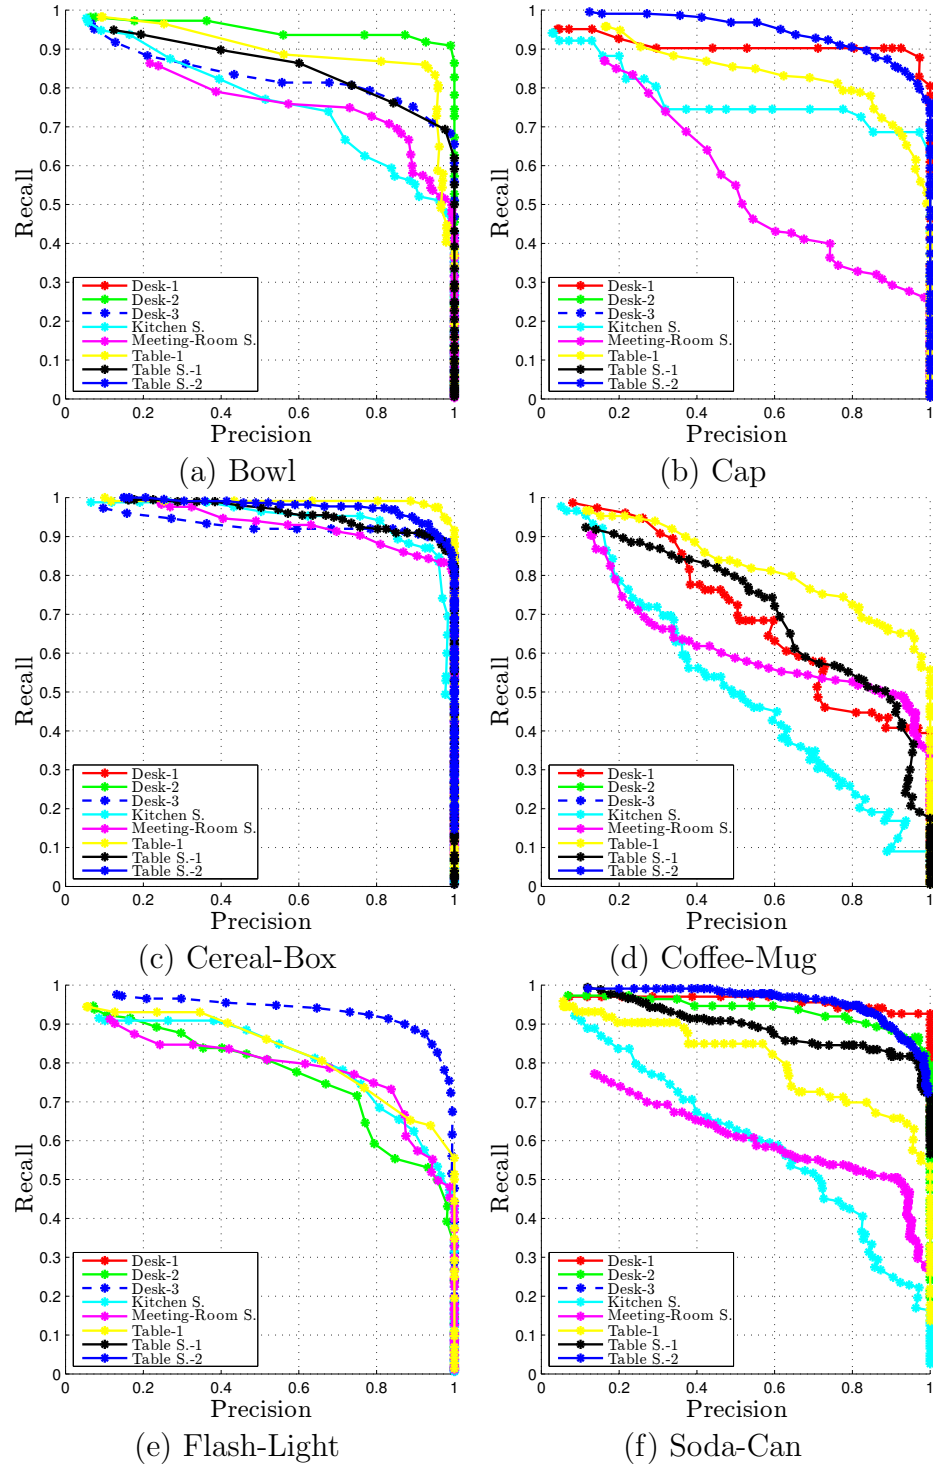 1
0.9
0.8
0.7
0.6
0.5
0.4
0.3
0.2
0.1
0
Recall
Desk-1
Desk-2
Desk-3
Kitchen S.
Meeting-Room S.
Table-1
Table S.-1
Table S.-2
0 0.2 0.4 0.6 0.8 1
Precision
(a) Bowl
1
0.9
0.8
0.7
0.6
0.5
0.4
0.3
0.2
0.1
0
Recall
Desk-1
Desk-2
Desk-3
Kitchen S.
Meeting-Room S.
Table-1
Table S.-1
Table S.-2
0 0.2 0.4 0.6 0.8 1
Precision
(b) Cap
1
0.9
0.8
0.7
0.6
0.5
0.4
0.3
0.2
0.1
0
Recall
Desk-1
Desk-2
Desk-3
Kitchen S.
Meeting-Room S.
Table-1
Table S.-1
Table S.-2
0 0.2 0.4 0.6 0.8 1
Precision
(c) Cereal-Box
1
0.9
0.8
0.7
0.6
0.5
0.4
0.3
0.2
0.1
0
Recall
Desk-1
Desk-2
Desk-3
Kitchen S.
Meeting-Room S.
Table-1
Table S.-1
Table S.-2
0 0.2 0.4 0.6 0.8 1
Precision
(d) Coffee-Mug
1
0.9
0.8
0.7
0.6
0.5
0.4
0.3
0.2
0.1
0
Recall
Desk-1
Desk-2
Desk-3
Kitchen S.
Meeting-Room S.
Table-1
Table S.-1
Table S.-2
0 0.2 0.4 0.6 0.8 1
Precision
(e) Flash-Light
1
0.9
0.8
0.7
0.6
0.5
0.4
0.3
0.2
0.1
0
Recall
Desk-1
Desk-2
Desk-3
Kitchen S.
Meeting-Room S.
Table-1
Table S.-1
Table S.-2
0 0.2 0.4 0.6 0.8 1
Precision
(f) Soda-Can